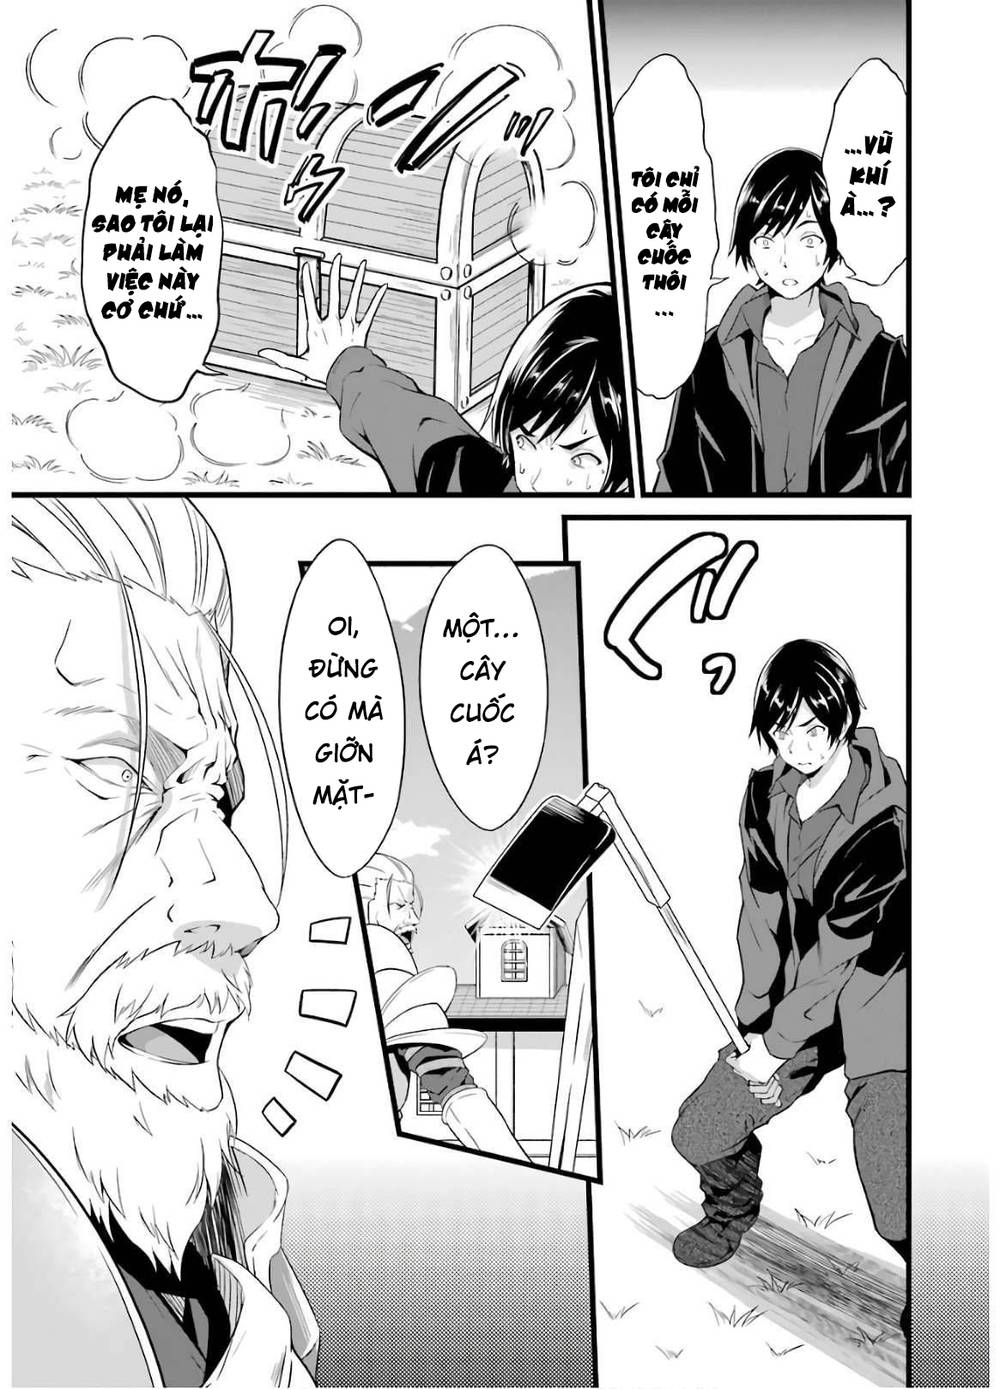 ...VŨ
KHÍ
À...?
TÔI CHỈ
CÓ MỖI
CÂY
CUỐC
THÔI
...
MẸ NÓ,
SAO TÔI LẠI
PHẢI LÀM
VIỆC NÀY
CƠ CHỨ...
MỘT...
CÂY
CUỐC
Á?
OI,
ĐỪNG
CÓ MÀ
GIỠN
MẶT-